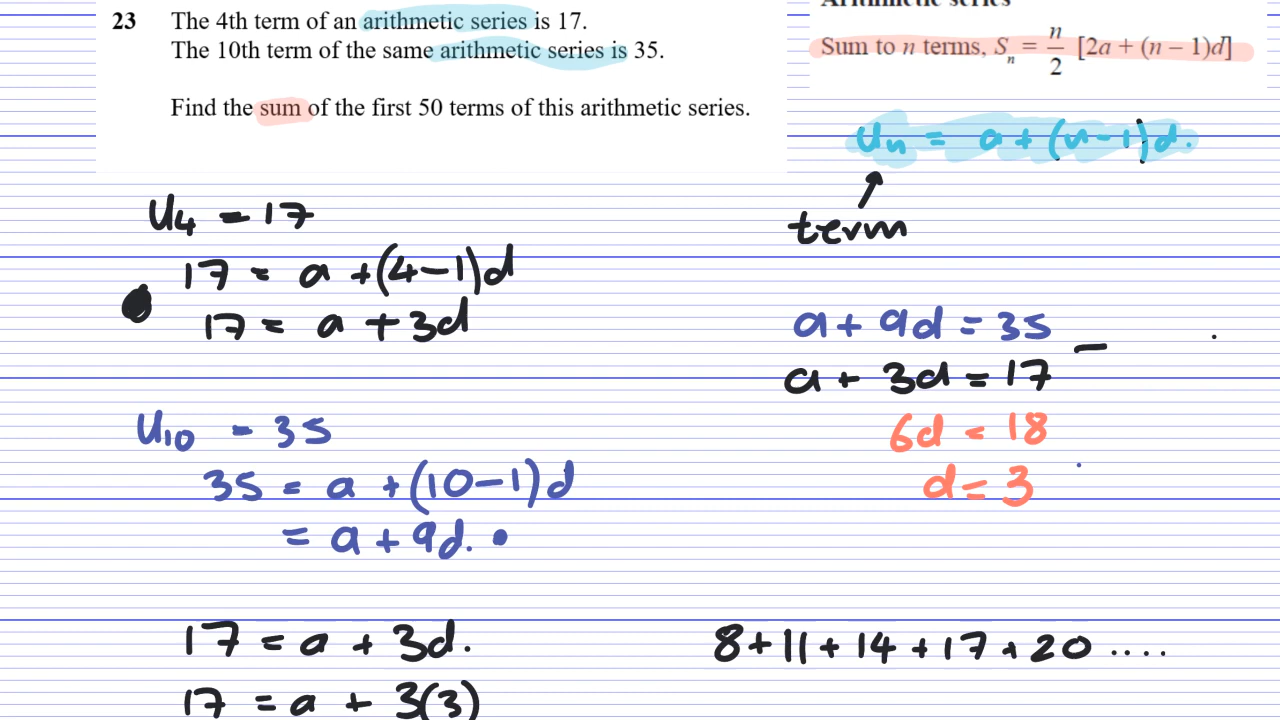 23 The 4th term of an arithmetic series is 17.
The 10th term of the same arithmetic series is 35.
Find the sum of the first 50 terms of this arithmetic series.
Arithmetic series
Sum to n terms, Sₙ = n/2 [2a + (n – 1)d]
Un = a + (n-1)d.
term
U4 = 17
17 = a + (4-1)d
17 = a + 3d
U10 = 35
35 = a + (10-1)d
= a + 9d.
17 = a + 3d.
17 = a + 3(3)
a + 9d = 35
a + 3d = 17 –
6d = 18
d = 3
8+11+14+17+20 ....